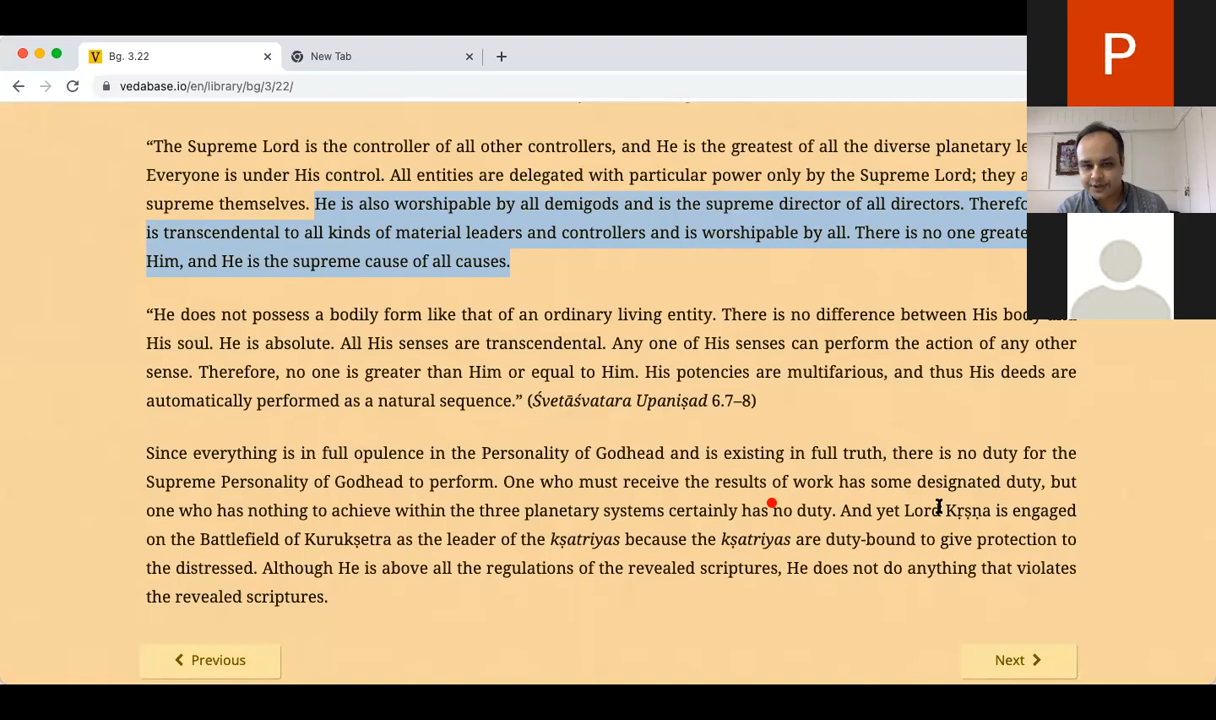 Bg. 3.22
New Tab
vedabase.io/en/library/bg/3/22/
P
“The Supreme Lord is the controller of all other controllers, and He is the greatest of all the diverse planetary
Everyone is under His control. All entities are delegated with particular power only by the Supreme Lord; they
supreme themselves. He is also worshipable by all demigods and is the supreme director of all directors.
is transcendental to all kinds of material leaders and controllers and is worshipable by all. There is no one
Him, and He is the supreme cause of all causes.
“He does not possess a bodily form like that of an ordinary living entity. There is no difference between His body
His soul. He is absolute. All His senses are transcendental. Any one of His senses can perform the action of any other
sense. Therefore, no one is greater than Him or equal to Him. His potencies are multifarious, and thus His deeds are
automatically performed as a natural sequence.” (Śvetāśvatara Upaniṣad 6.7–8)
Since everything is in full opulence in the Personality of Godhead and is existing in full truth, there is no duty for the
Supreme Personality of Godhead to perform. One who must receive the results of work has some designated duty, but
one who has nothing to achieve within the three planetary systems certainly has no duty. And yet Lord Kṛṣṇa is engaged
on the Battlefield of Kurukṣetra as the leader of the kṣatriyas because the kṣatriyas are duty-bound to give protection to
the distressed. Although He is above all the regulations of the revealed scriptures, He does not do anything that violates
the revealed scriptures.
Previous
Next